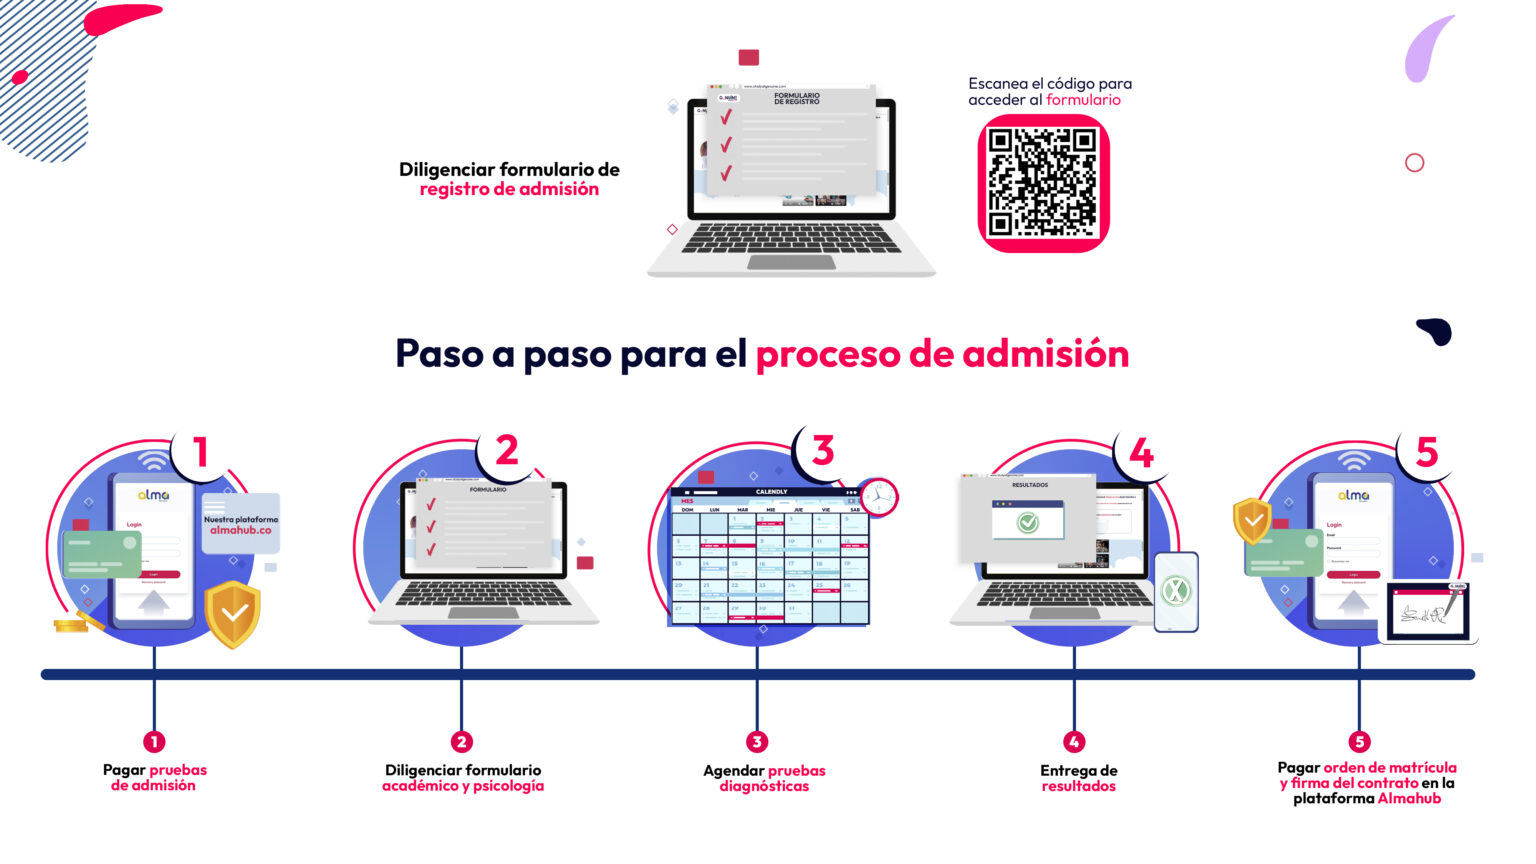 Escanea el código para
acceder al formulario
FORMULARIO
DE REGISTRO
Diligenciar formulario de
registro de admisión
Paso a paso para el proceso de admisión
1
alma
Login
Login
Nuestra plataforma
almahub.co
2
FORMULARIO
3
CALENDLY
MES
DOM LUN MAR MIE JUE VIE SAB
4
RESULTADOS
5
alma
Login
Email
Password
Login
1
Pagar pruebas
de admisión
2
Diligenciar formulario
académico y psicología
3
Agendar pruebas
diagnósticas
4
Entrega de
resultados
5
Pagar orden de matrícula
y firma del contrato en la
plataforma Almahub